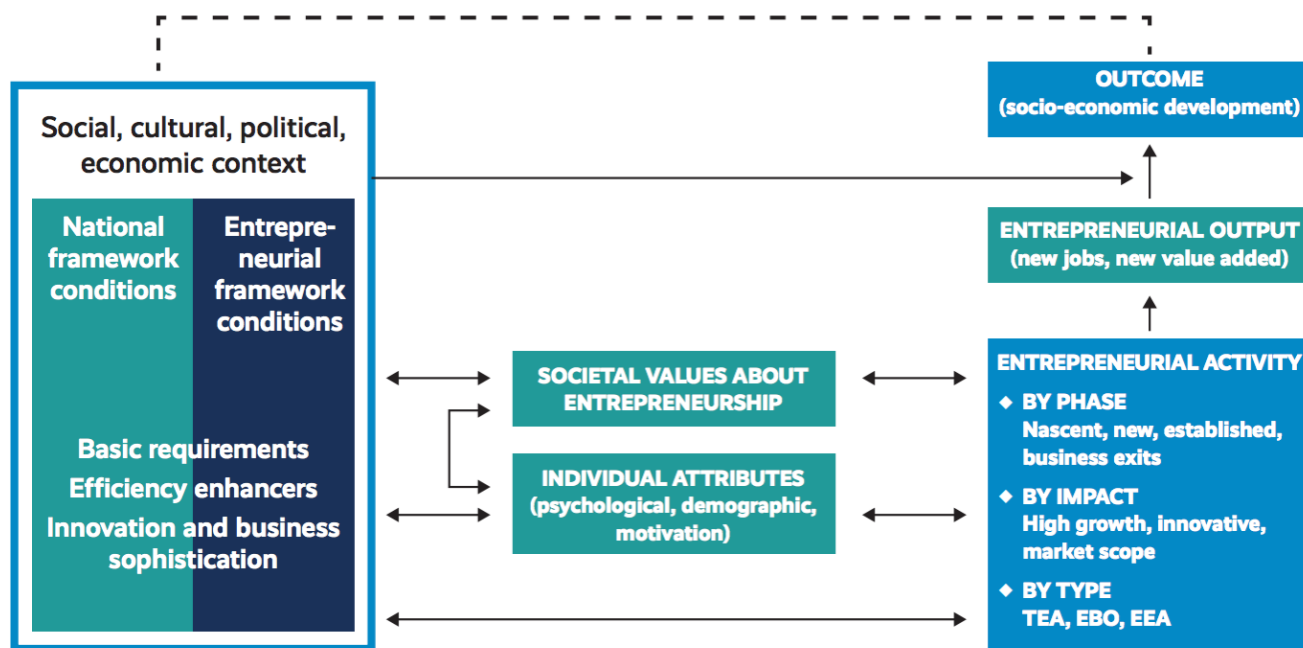 Social, cultural, political,
economic context
National
framework
conditions
Entrepre-
neurial
framework
conditions
Basic requirements
Efficiency enhancers
Innovation and business
sophistication
SOCIETAL VALUES ABOUT
ENTREPRENEURSHIP
INDIVIDUAL ATTRIBUTES
(psychological, demographic,
motivation)
OUTCOME
(socio-economic development)
ENTREPRENEURIAL OUTPUT
(new jobs, new value added)
ENTREPRENEURIAL ACTIVITY
◆ BY PHASE
Nascent, new, established,
business exits
◆ BY IMPACT
High growth, innovative,
market scope
◆ BY TYPE
TEA, EBO, EEA